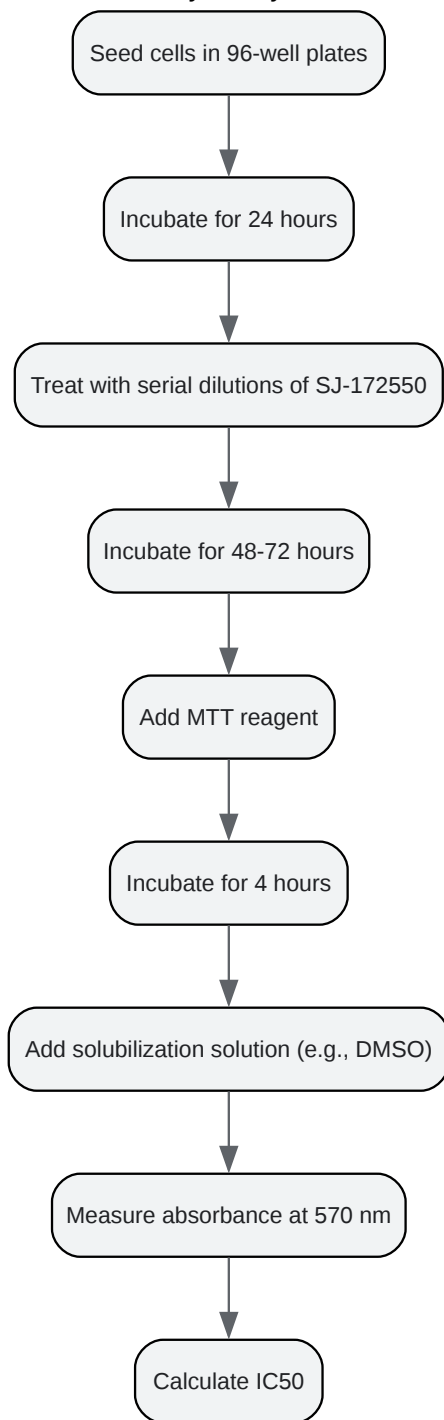 Seed cells in 96-well plates
Incubate for 24 hours
Treat with serial dilutions of SJ-172550
Incubate for 48-72 hours
Add MTT reagent
Incubate for 4 hours
Add solubilization solution (e.g., DMSO)
Measure absorbance at 570 nm
Calculate IC50